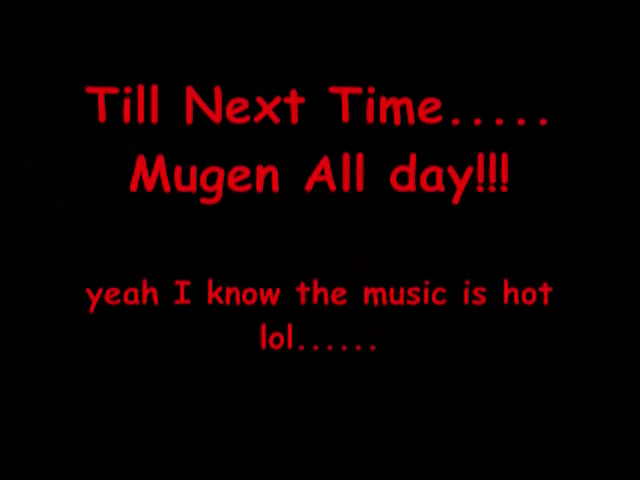 Till Next Time.....
Mugen All day!!!
yeah I know the music is hot
lol......